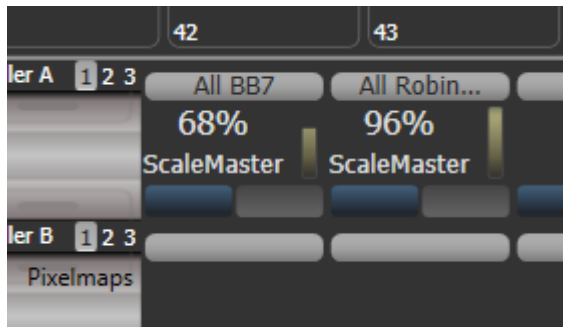 42 43
ler A 1 2 3
All BB7 All Robin...
68% 96%
ScaleMaster ScaleMaster
ler B 1 2 3
Pixelmaps